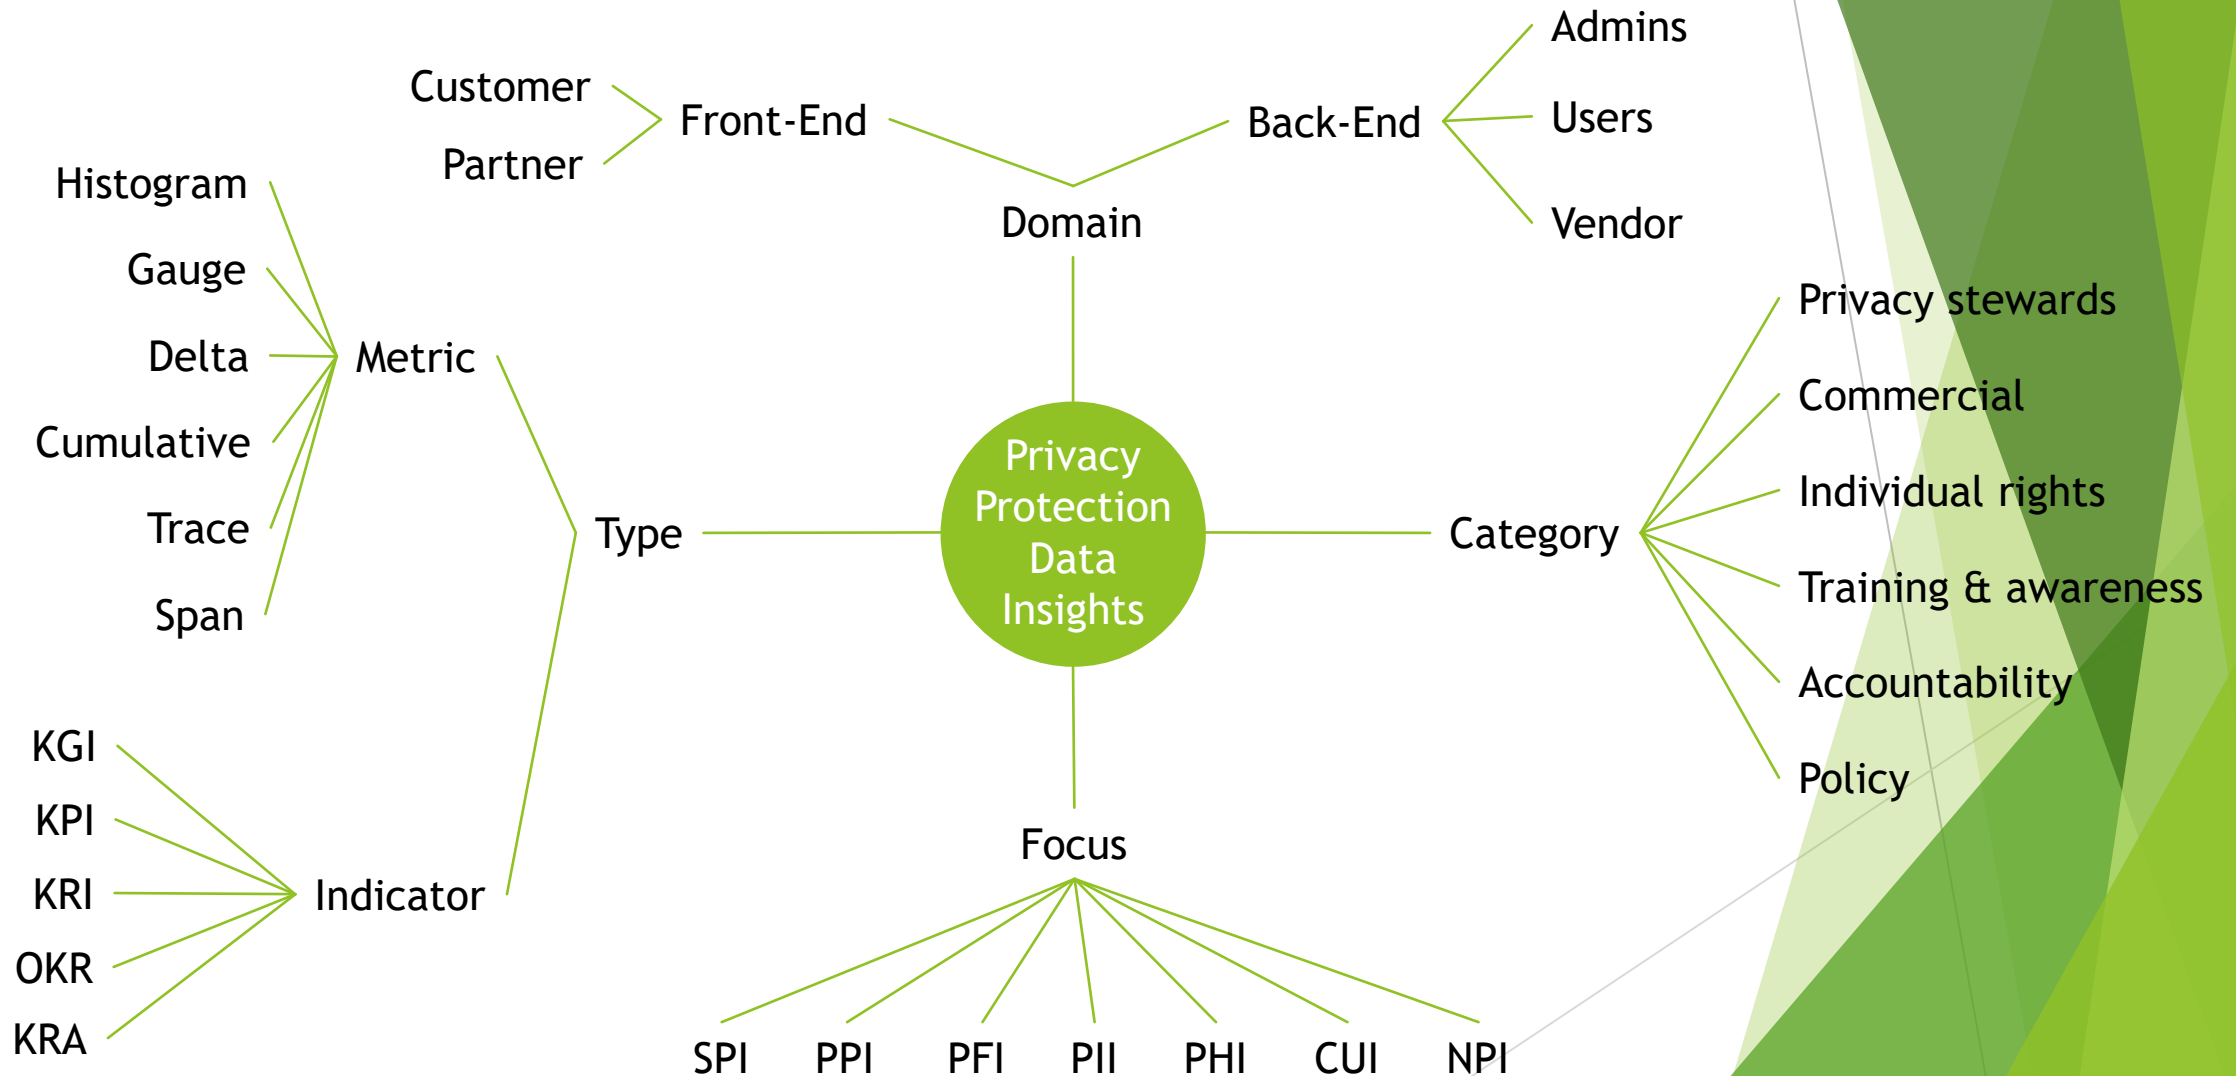 Admins
Customer
Front-End
Back-End
Users
Partner
Histogram
Domain
Vendor
Gauge
Privacy stewards
Delta
Metric
Commercial
Cumulative
Privacy
Protection
Data
Insights
Individual rights
Trace
Type
Category
Training & awareness
Span
Accountability
KGI
Policy
KPI
Focus
KRI
Indicator
OKR
KRA
SPI PPI PFI PII PHI CUI NPI